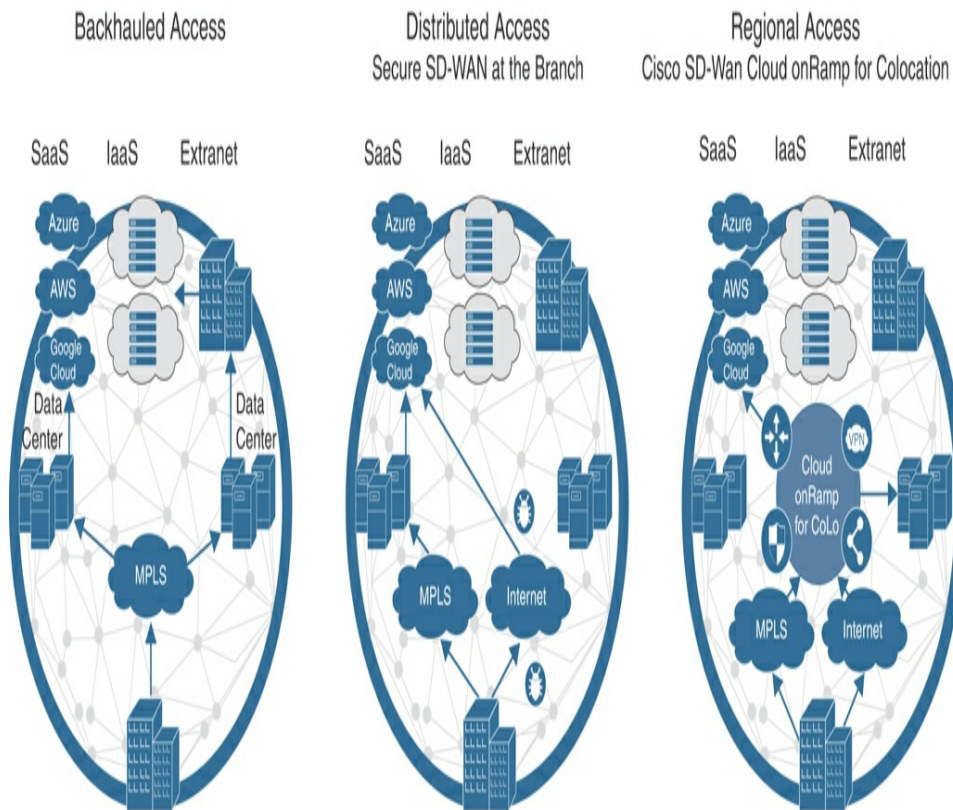 Backhauled Access
SaaS IaaS Extranet
Azure
AWS
Google
Cloud
Data
Center
Data
Center
MPLS
Distributed Access
Secure SD-WAN at the Branch
SaaS IaaS Extranet
Azure
AWS
Google
Cloud
MPLS
Internet
Regional Access
Cisco SD-Wan Cloud onRamp for Colocation
SaaS IaaS Extranet
Azure
AWS
Google
Cloud
VPN
Cloud
onRamp
for CoLo
MPLS
Internet